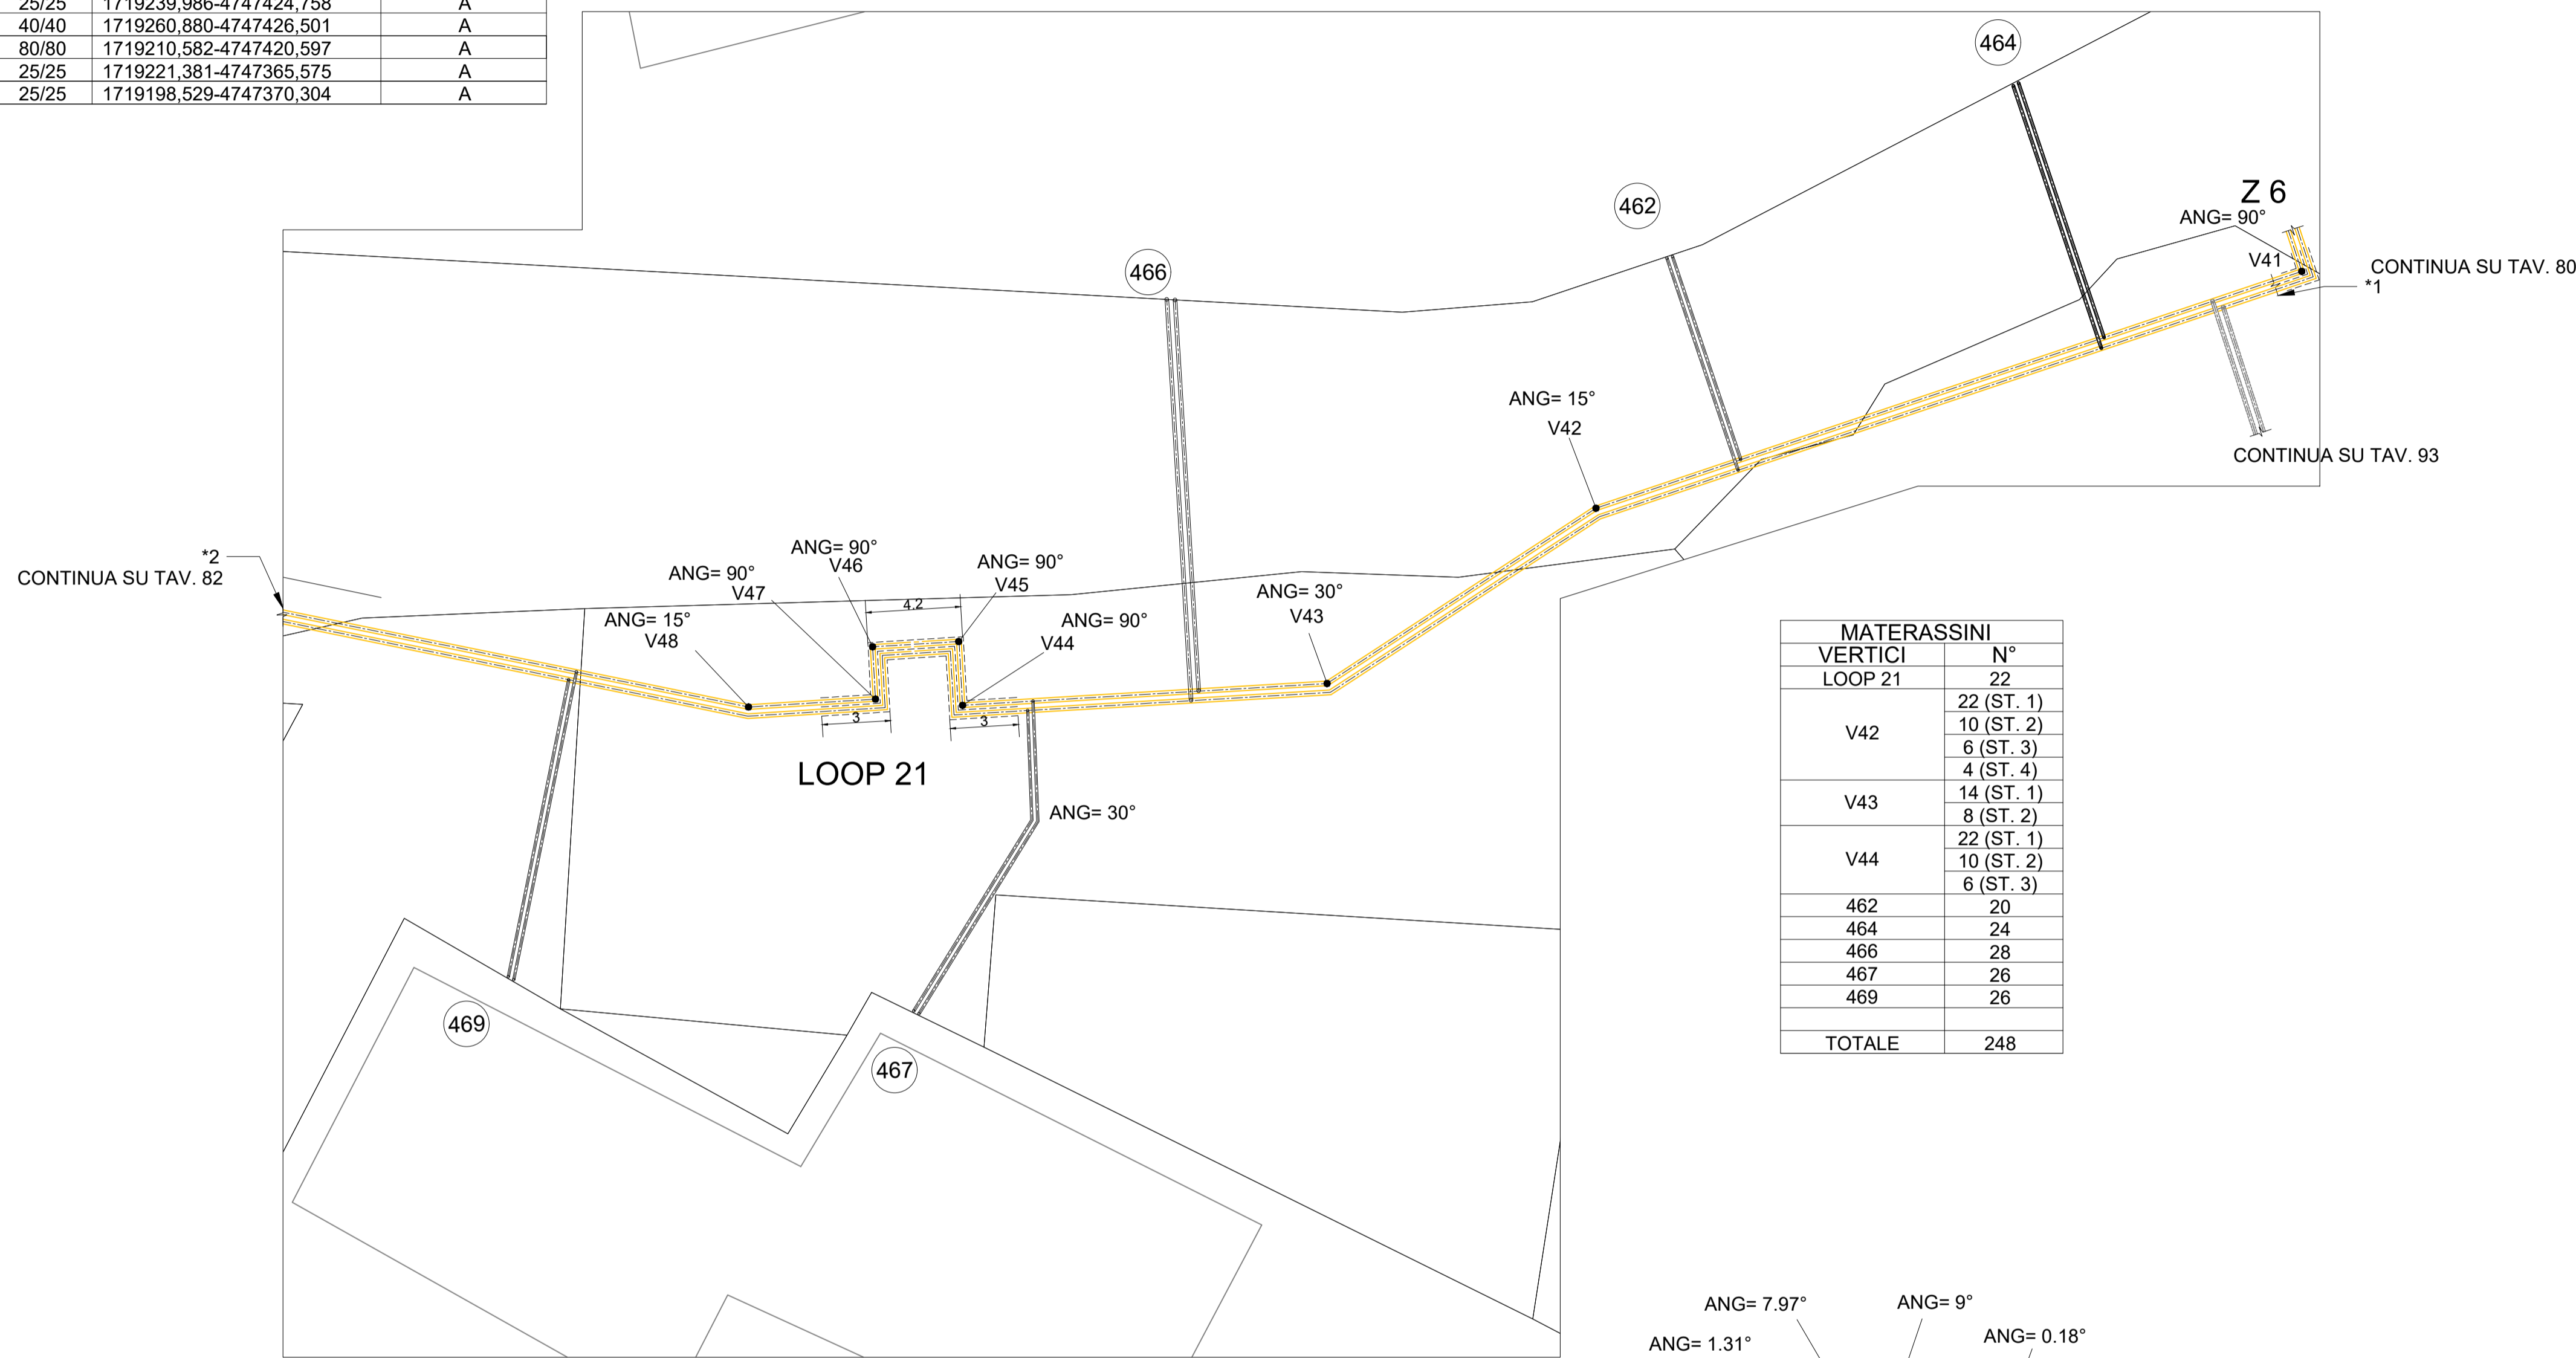 25/25 1719239,986-4747424,758 A
40/40 1719260,880-4747426,501 A
80/80 1719210,582-4747420,597 A
25/25 1719221,381-4747365,575 A
25/25 1719198,529-4747370,304 A
464
Z 6
ANG= 90°
V41
CONTINUA SU TAV. 80
*1
462
466
ANG= 15°
V42
CONTINUA SU TAV. 93
*2
CONTINUA SU TAV. 82
ANG= 90°
V46
ANG= 90°
V45
ANG= 90°
V47
4.2
ANG= 30°
V43
ANG= 15°
V48
ANG= 90°
V44
3
3
LOOP 21
ANG= 30°
469
467
MATERASSINI
VERTICI N°
LOOP 21 22
V42
22 (ST. 1)
10 (ST. 2)
6 (ST. 3)
4 (ST. 4)
V43
14 (ST. 1)
8 (ST. 2)
V44
22 (ST. 1)
10 (ST. 2)
6 (ST. 3)
462 20
464 24
466 28
467 26
469 26
TOTALE 248
ANG= 7.97°
ANG= 9°
ANG= 1.31°
ANG= 0.18°